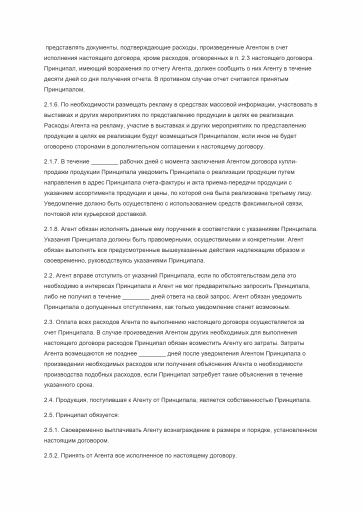 представлять документы, подтверждающие расходы, произведенные Агентом в счет
исполнения настоящего договора, кроме расходов, оговоренных в п. 2.3 настоящего договора.
Принципал, имеющий возражения по отчету Агента, должен сообщить о них Агенту в течение
десяти дней со дня получения отчета. В противном случае отчет считается принятым
Принципалом.
2.1.6. По необходимости размещать рекламу в средствах массовой информации, участвовать в
выставках и других мероприятиях по представлению продукции в целях ее реализации.
Расходы Агента на рекламу, участие в выставках и других мероприятиях по представлению
продукции в целях ее реализации будут возмещаться Принципалом, если иное не будет
оговорено сторонами в дополнительном соглашении к настоящему договору.
2.1.7. В течение ________ рабочих дней с момента заключения Агентом договора купли-
продажи продукции Принципала уведомить Принципала о реализации продукции путем
направления в адрес Принципала счета-фактуры и акта приема-передачи продукции с
указанием ассортимента продукции и цены, по которой она была реализована третьему лицу.
Уведомление должно быть осуществлено с использованием средств факсимильной связи,
почтовой или курьерской доставкой.
2.1.8. Агент обязан исполнять данные ему поручения в соответствии с указаниями Принципала.
Указания Принципала должны быть правомерными, осуществимыми и конкретными. Агент
обязан выполнять все предусмотренные вышеуказанные действия надлежащим образом и
своевременно, руководствуясь указаниями Принципала.
2.2. Агент вправе отступить от указаний Принципала, если по обстоятельствам дела это
необходимо в интересах Принципала и Агент не мог предварительно запросить Принципала,
либо не получил в течение ________ дней ответа на свой запрос. Агент обязан уведомить
Принципала о допущенных отступлениях, как только уведомление станет возможным.
2.3. Оплата всех расходов Агента по выполнению настоящего договора осуществляется за
счет Принципала. В случае произведения Агентом других необходимых для выполнения
настоящего договора расходов Принципал обязан возместить Агенту его затраты. Затраты
Агента возмещаются не позднее ________ дней после уведомления Агентом Принципала о
произведении необходимых расходов или получения объяснения Агента о необходимости
производства подобных расходов, если Принципал затребует такие объяснения в течение
указанного срока.
2.4. Продукция, поступившая к Агенту от Принципала, является собственностью Принципала.
2.5. Принципал обязуется:
2.5.1. Своевременно выплачивать Агенту вознаграждение в размере и порядке, установленном
настоящим договором.
2.5.2. Принять от Агента все исполненное по настоящему договору.